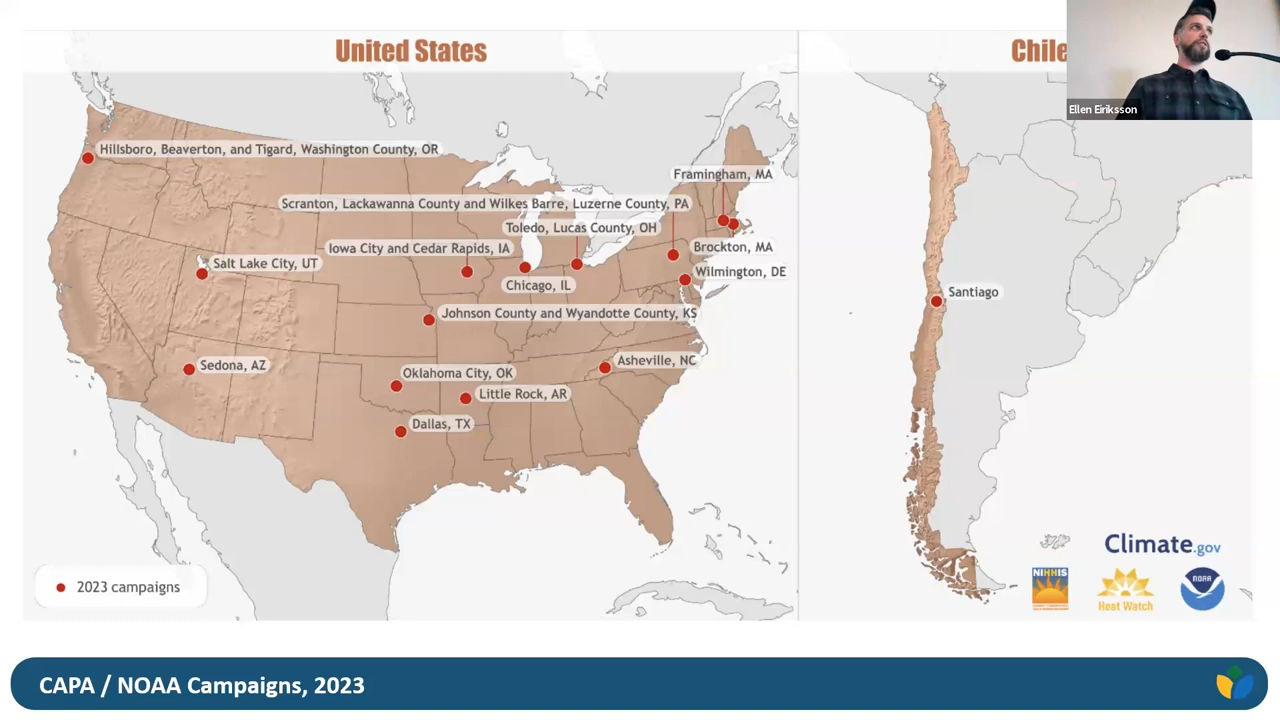 United States
Chile
Ellen Eiriksson
Hillsboro, Beaverton, and Tigard, Washington County, OR
Framingham, MA
Scranton, Lackawanna County and Wilkes Barre, Luzerne County, PA
Toledo, Lucas County, OH
Iowa City and Cedar Rapids, IA
Brockton, MA
Salt Lake City, UT
Wilmington, DE
Chicago, IL
Santiago
Johnson County and Wyandotte County, KS
Asheville, NC
Sedona, AZ
Oklahoma City, OK
Little Rock, AR
Dallas, TX
Climate.gov
NIHHIS
NOAA
Heat Watch
2023 campaigns
CAPA / NOAA Campaigns, 2023